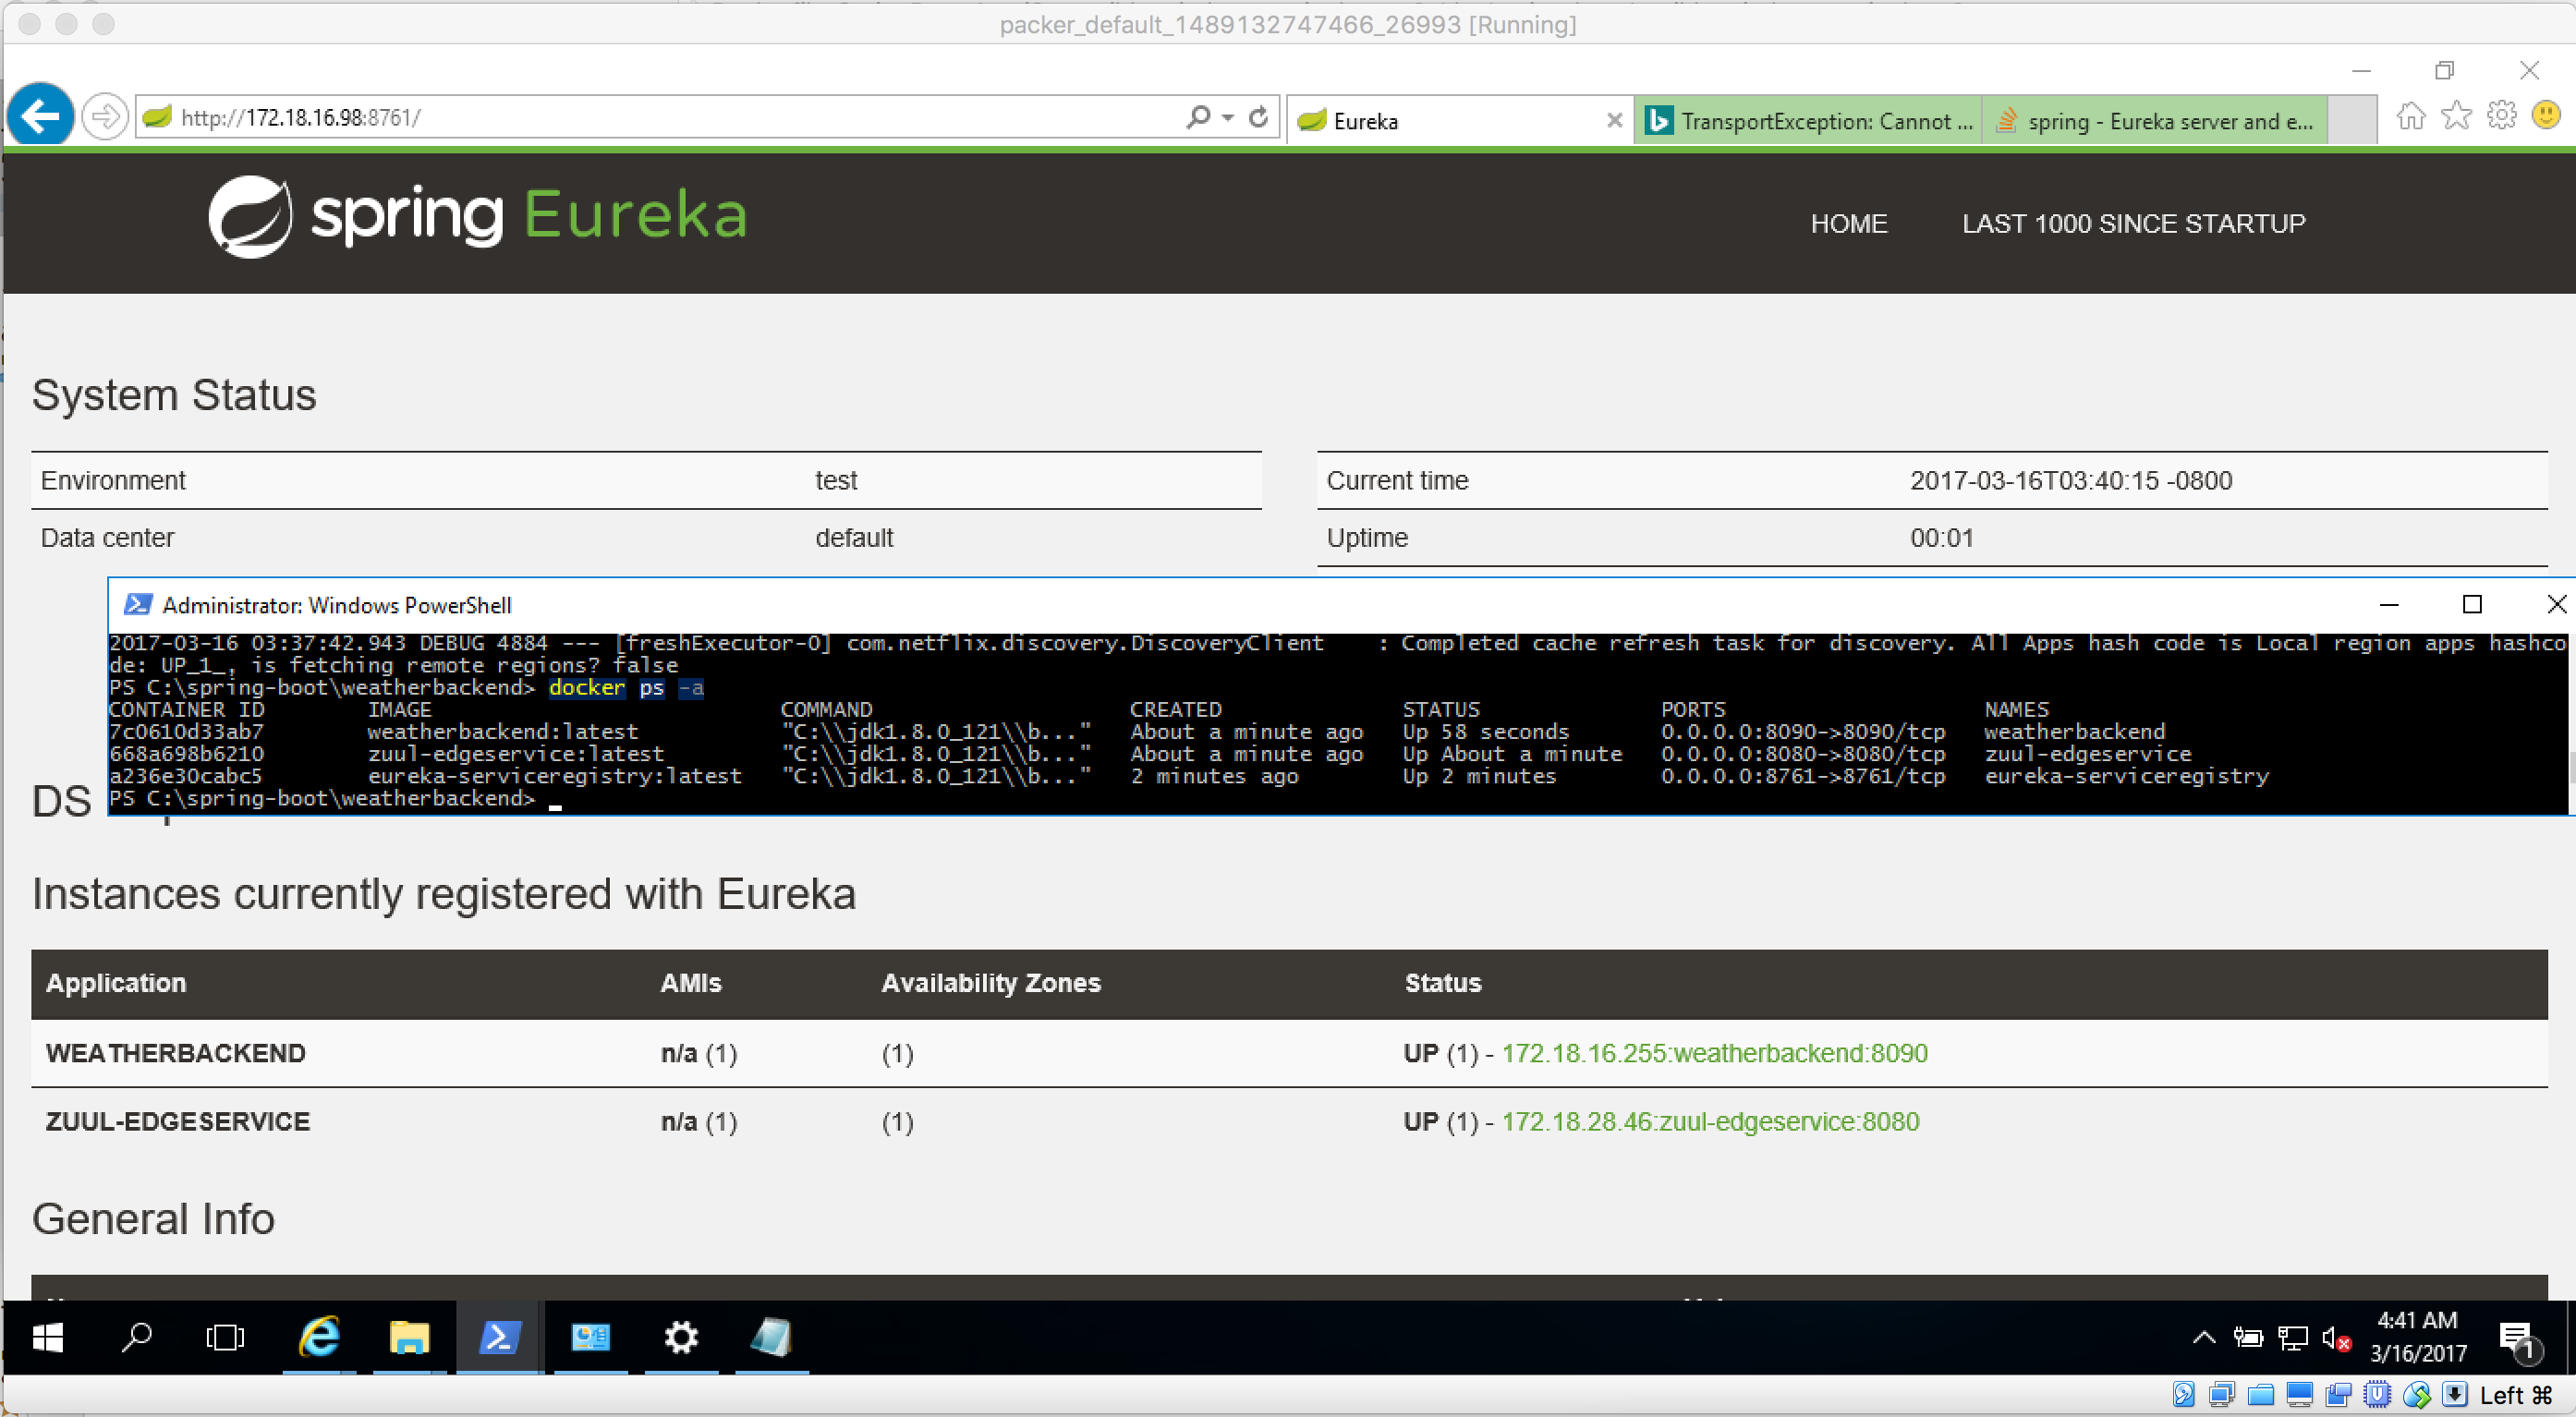 packer_default_1489132747466_26993 [Running]
http://172.18.16.98:8761/
Eureka
TransportException: Cannot ...
spring - Eureka server and e...
spring Eureka
HOME
LAST 1000 SINCE STARTUP
System Status
Environment test
Current time 2017-03-16T03:40:15 -0800
Data center default
Uptime 00:01
Administrator: Windows PowerShell
2017-03-16 03:37:42.943 DEBUG 4884 --- [freshExecutor-0] com.netflix.discovery.DiscoveryClient : Completed cache refresh task for discovery. All Apps hash code is Local region apps hashco
de: UP_1_, is fetching remote regions? false
PS C:\spring-boot\weatherbackend> docker ps -a
CONTAINER ID IMAGE COMMAND CREATED STATUS PORTS NAMES
7c0610d33ab7 weatherbackend:latest "C:\\jdk1.8.0_121\\b..." About a minute ago Up 58 seconds 0.0.0.0:8090->8090/tcp weatherbackend
668a698b6210 zuul-edgeservice:latest "C:\\jdk1.8.0_121\\b..." About a minute ago Up About a minute 0.0.0.0:8080->8080/tcp zuul-edgeservice
a236e30cabc5 eureka-serviceregistry:latest "C:\\jdk1.8.0_121\\b..." 2 minutes ago Up 2 minutes 0.0.0.0:8761->8761/tcp eureka-serviceregistry
PS C:\spring-boot\weatherbackend>
DS
Instances currently registered with Eureka
Application AMIs Availability Zones Status
WEATHERBACKEND n/a (1) (1) UP (1) - 172.18.16.255:weatherbackend:8090
ZUUL-EDGESERVICE n/a (1) (1) UP (1) - 172.18.28.46:zuul-edgeservice:8080
General Info
4:41 AM
3/16/2017
1
Left ⌘